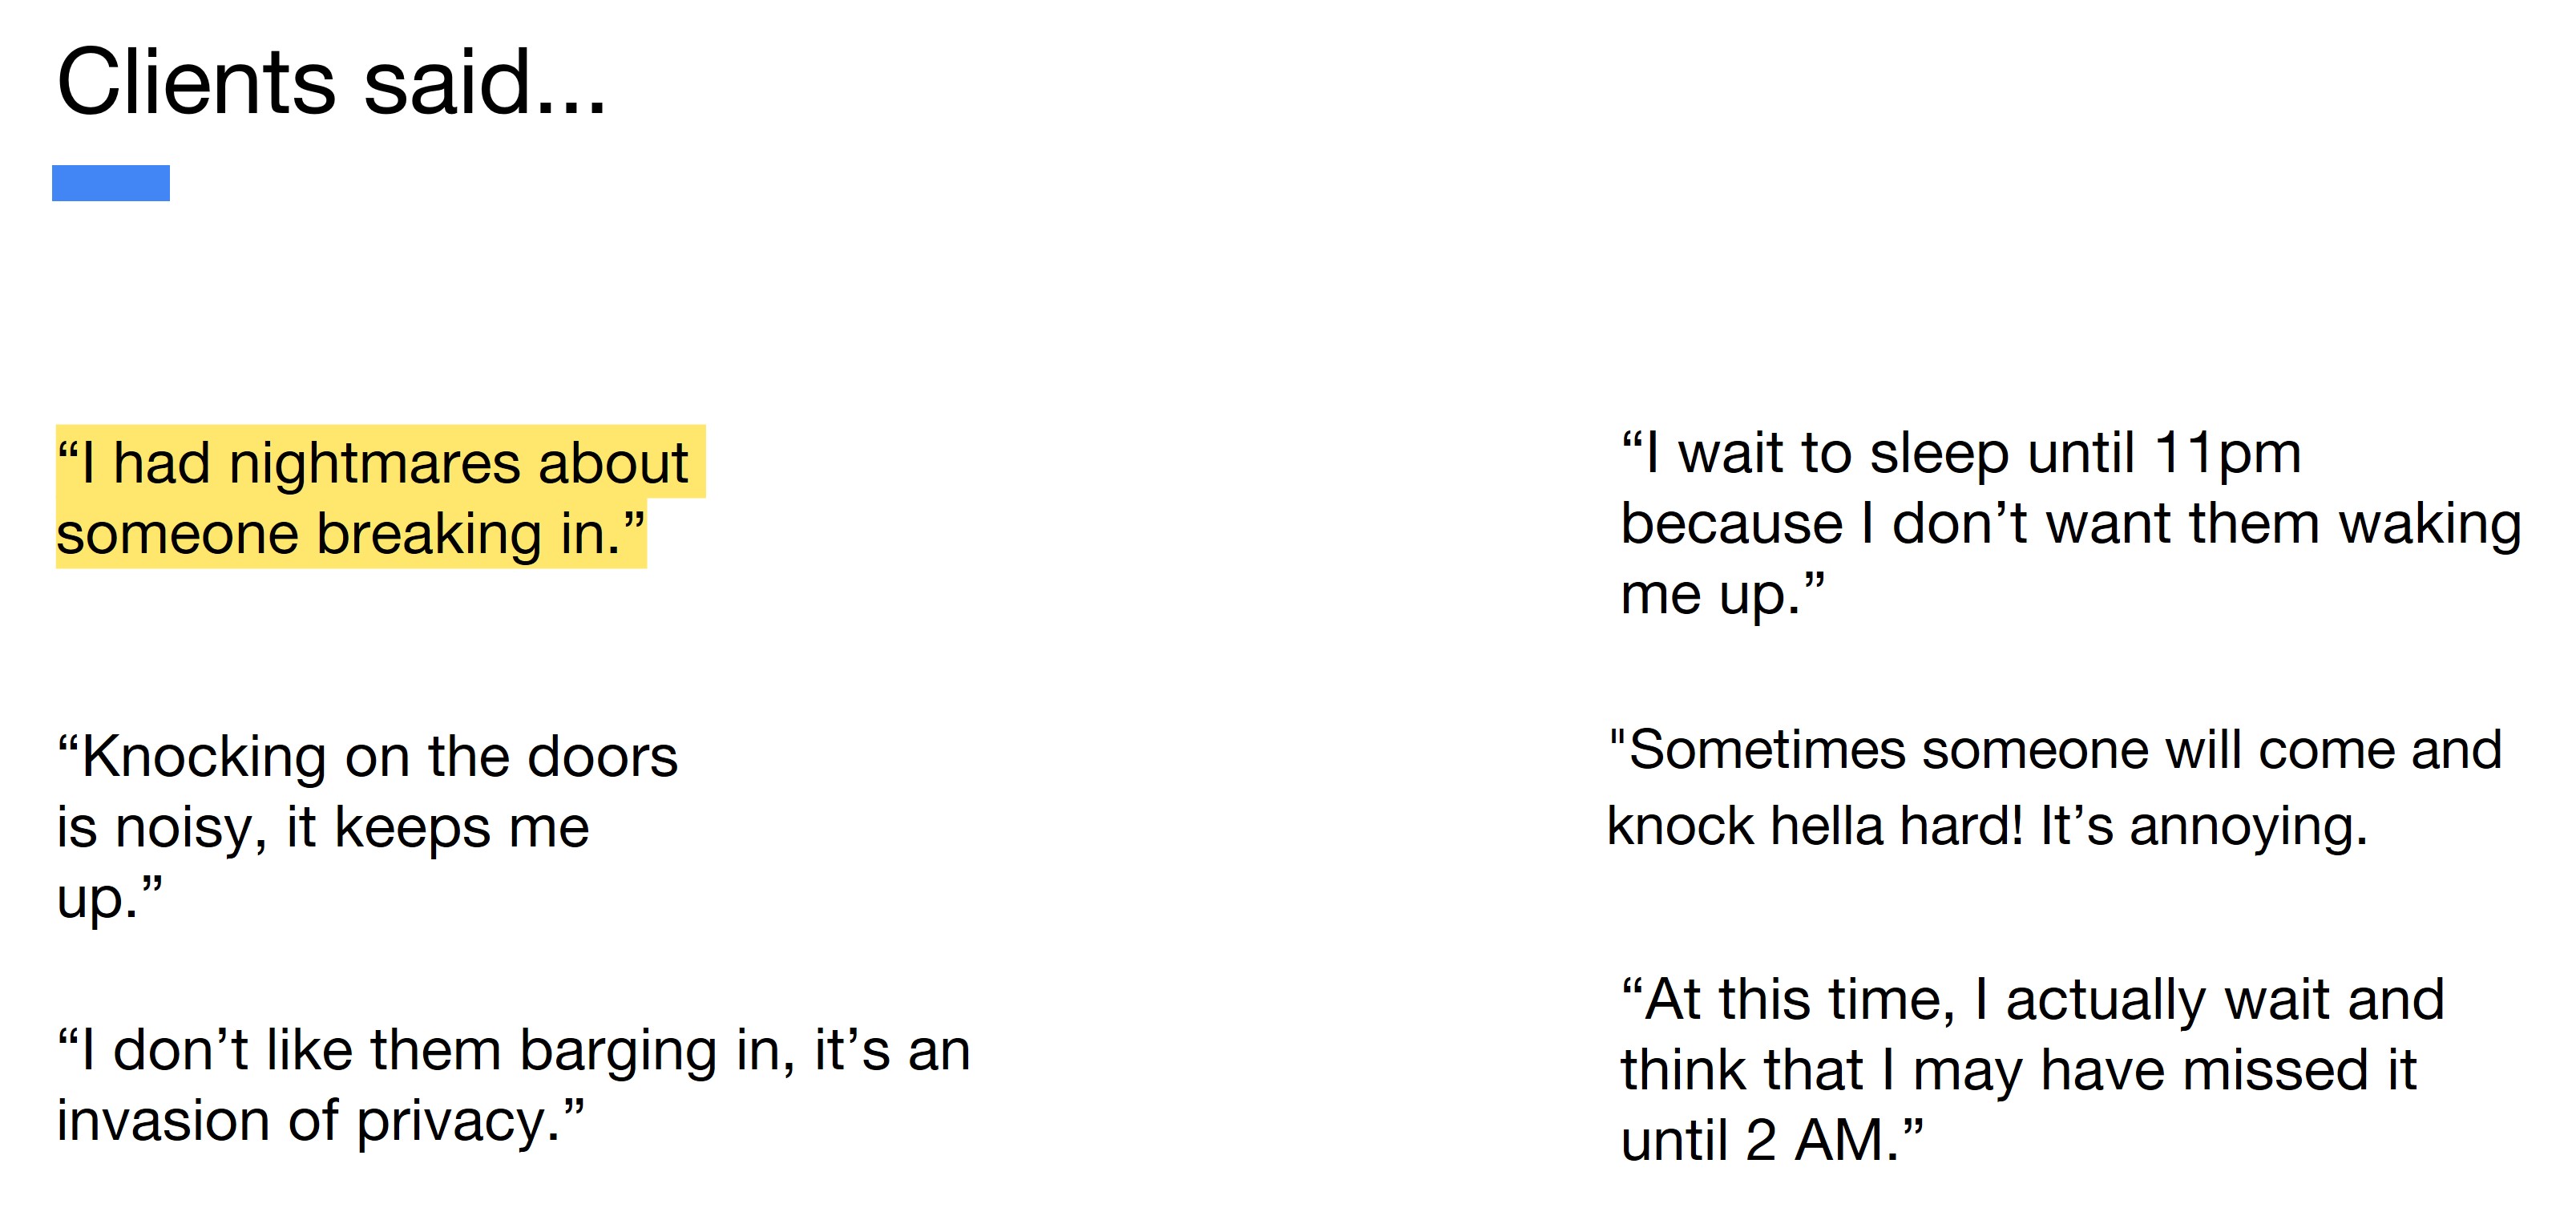 Clients said...
“I had nightmares about
someone breaking in.”
“Knocking on the doors
is noisy, it keeps me
up.”
“I don’t like them barging in, it’s an
invasion of privacy.”
“I wait to sleep until 11pm
because I don’t want them waking
me up.”
"Sometimes someone will come and
knock hella hard! It’s annoying.
“At this time, I actually wait and
think that I may have missed it
until 2 AM.”